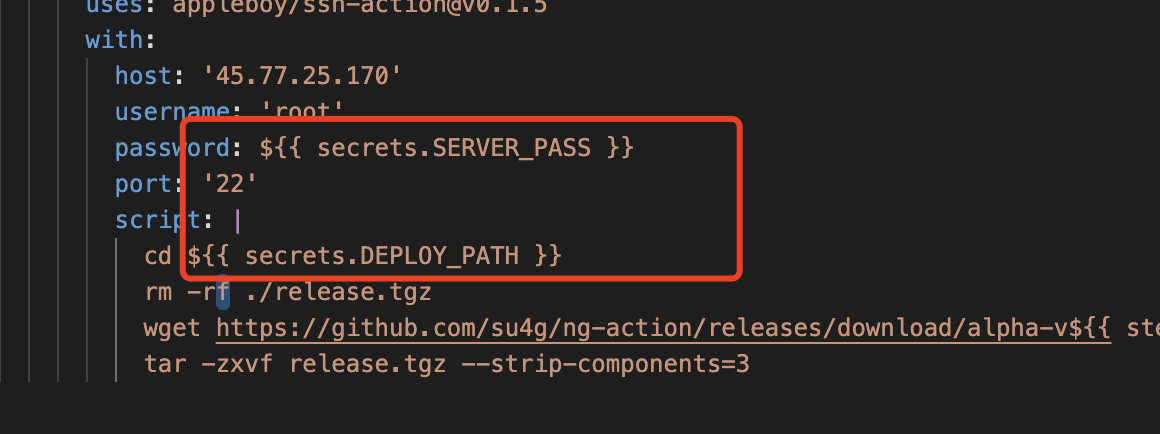 uses: appleboy/ssh-action@v0.1.5
with:
host: '45.77.25.170'
username: 'root'
password: ${{ secrets.SERVER_PASS }}
port: '22'
script: |
cd ${{ secrets.DEPLOY_PATH }}
rm -rf ./release.tgz
wget https://github.com/su4g/ng-action/releases/download/alpha-v${{ ste
tar -zxvf release.tgz --strip-components=3